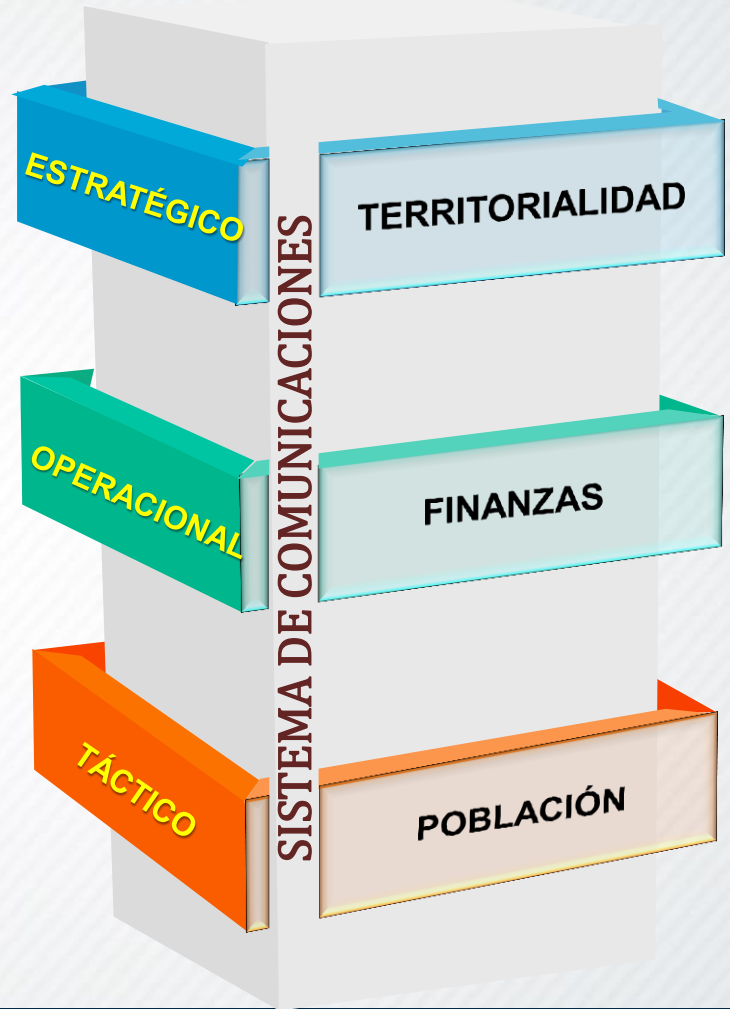 ESTRATÉGICO
TERRITORIALIDAD
OPERACIONAL
FINANZAS
TÁCTICO
POBLACIÓN
SISTEMA DE COMUNICACIONES